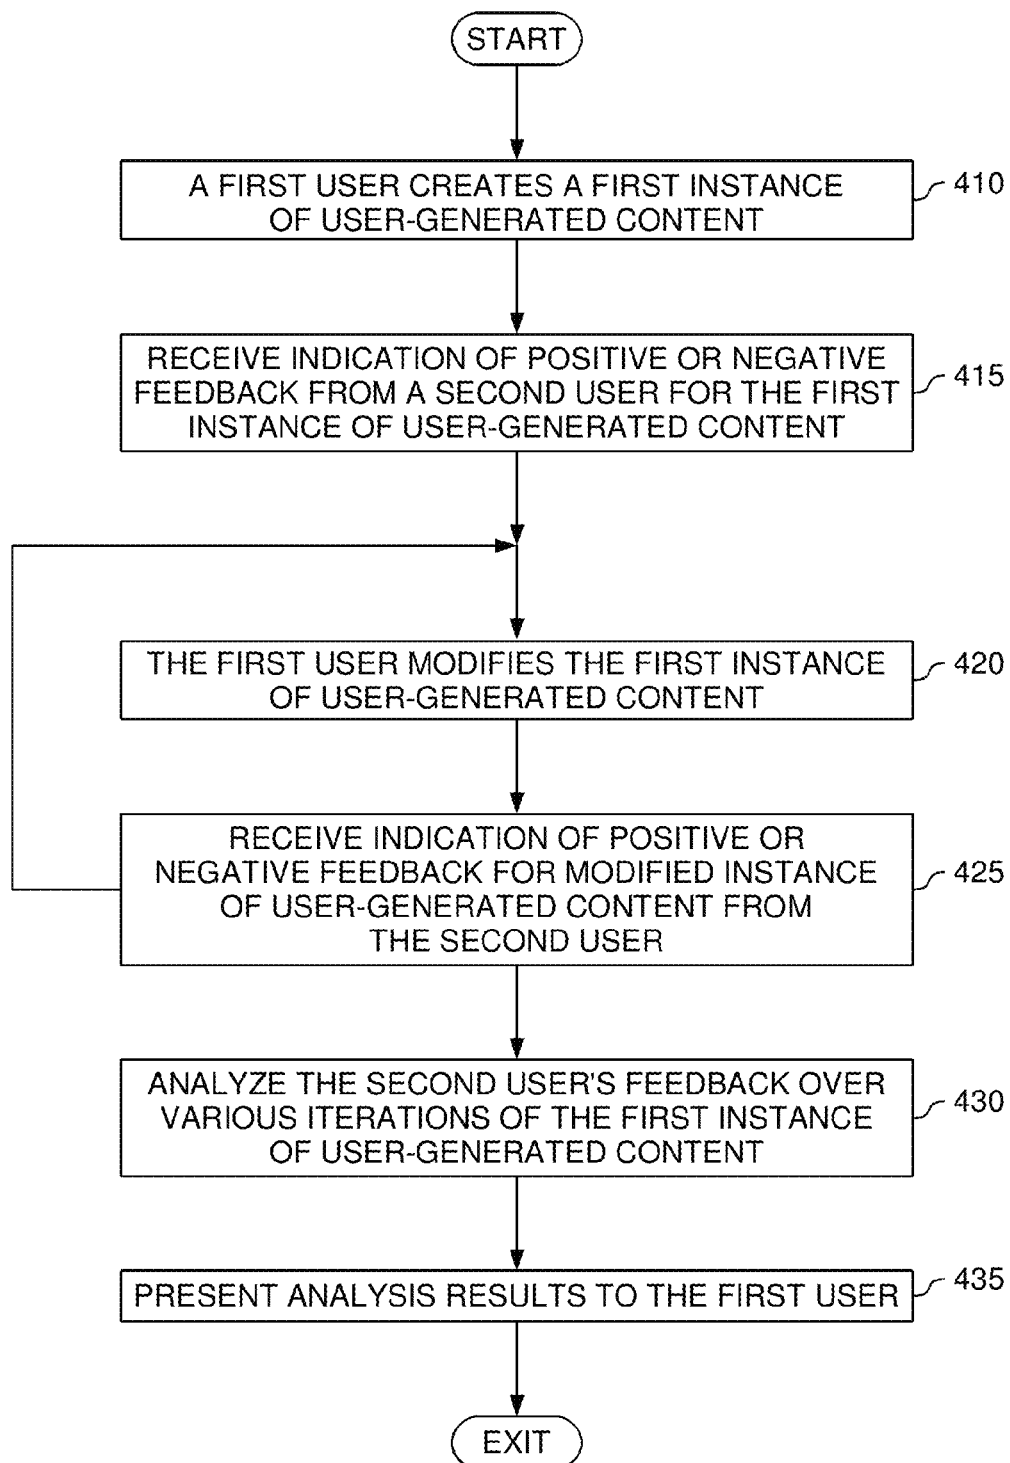 START
A FIRST USER CREATES A FIRST INSTANCE
OF USER-GENERATED CONTENT
410
RECEIVE INDICATION OF POSITIVE OR NEGATIVE
FEEDBACK FROM A SECOND USER FOR THE FIRST
INSTANCE OF USER-GENERATED CONTENT
415
THE FIRST USER MODIFIES THE FIRST INSTANCE
OF USER-GENERATED CONTENT
420
RECEIVE INDICATION OF POSITIVE OR
NEGATIVE FEEDBACK FOR MODIFIED INSTANCE
OF USER-GENERATED CONTENT FROM
THE SECOND USER
425
ANALYZE THE SECOND USER'S FEEDBACK OVER
VARIOUS ITERATIONS OF THE FIRST INSTANCE
OF USER-GENERATED CONTENT
430
PRESENT ANALYSIS RESULTS TO THE FIRST USER
435
EXIT